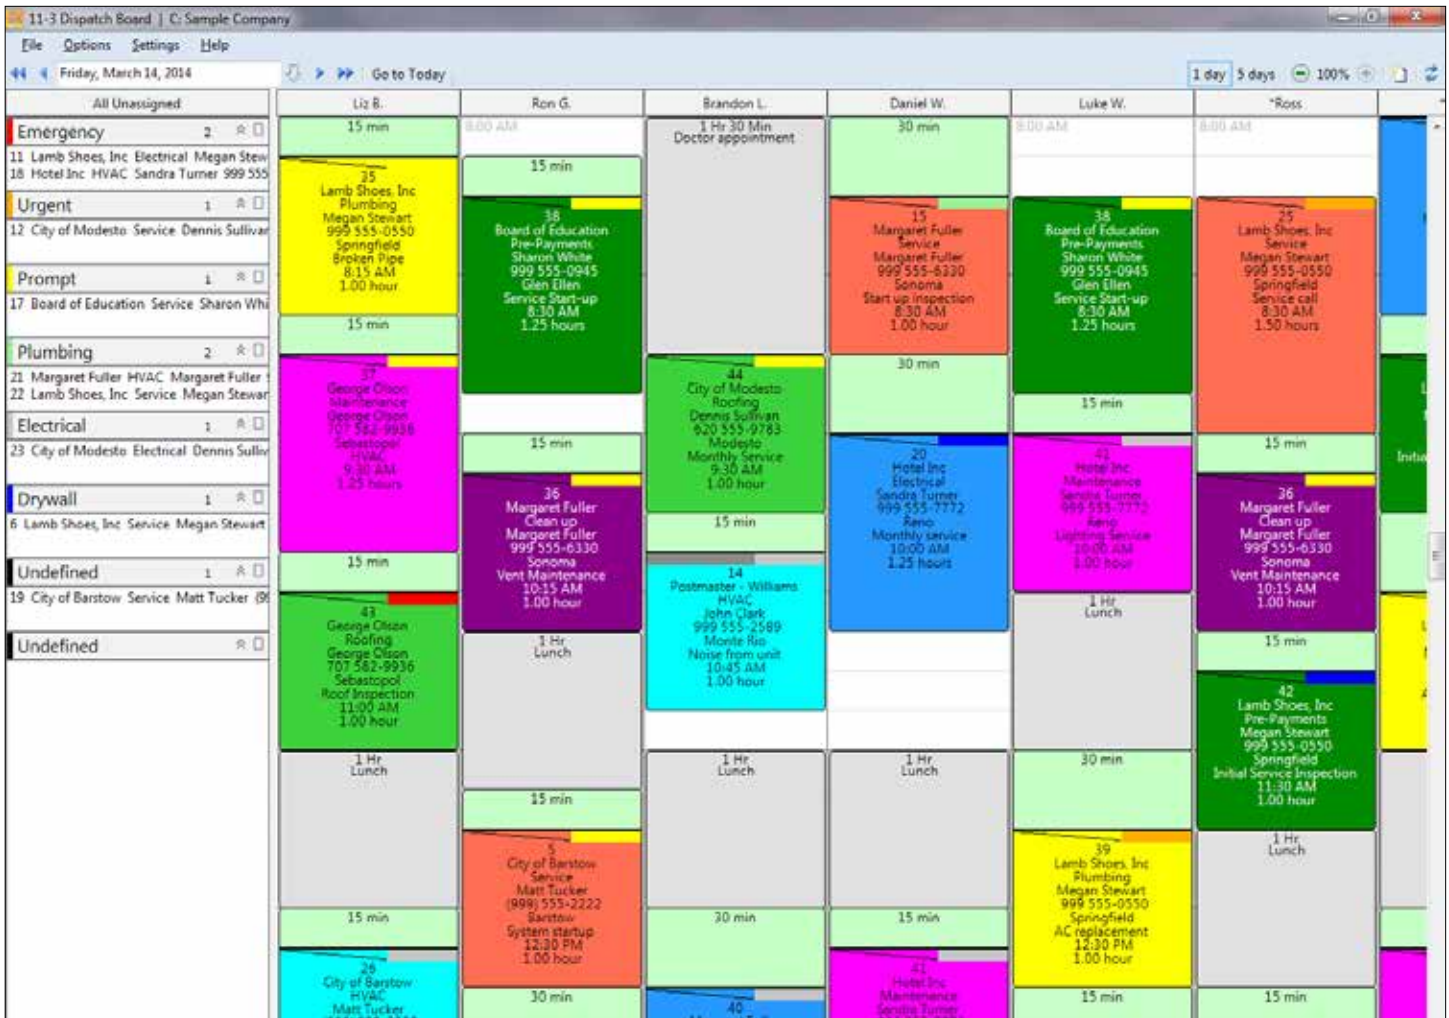 11-3 Dispatch Board | C: Sample Company
File Options Settings Help
Friday, March 14, 2014 Go to Today 1 day 5 days 100%
All Unassigned
Emergency 2
11 Lamb Shoes, Inc Electrical Megan Stew
18 Hotel Inc HVAC Sandra Turner 999 555
Urgent 1
12 City of Modesto Service Dennis Sullivar
Prompt 1
17 Board of Education Service Sharon Whi
Plumbing 2
21 Margaret Fuller HVAC Margaret Fuller
22 Lamb Shoes, Inc Service Megan Stewar
Electrical 1
23 City of Modesto Electrical Dennis Sulliv
Drywall 1
6 Lamb Shoes, Inc Service Megan Stewart
Undefined 1
19 City of Barstow Service Matt Tucker (99
Undefined
Liz B.
15 min
35
Lamb Shoes, Inc
Plumbing
Megan Stewart
999 555-0550
Springfield
Broken Pipe
8:15 AM
1.00 hour
15 min
37
George Olson
Maintenance
George Olson
707 582-9936
Sebastopol
HVAC
9:30 AM
1.25 hours
15 min
43
George Olson
Roofing
George Olson
707 582-9936
Sebastopol
Roof Inspection
11:00 AM
1.00 hour
1 Hr
Lunch
15 min
26
City of Barstow
HVAC
Matt Tucker
Ron G.
8:00 AM
15 min
38
Board of Education
Pre-Payments
Sharon White
999 555-0945
Glen Ellen
Service Start-up
8:30 AM
1.25 hours
15 min
36
Margaret Fuller
Clean up
Margaret Fuller
999 555-6330
Sonoma
Vent Maintenance
10:15 AM
1.00 hour
1 Hr
Lunch
15 min
5
City of Barstow
Service
Matt Tucker
(999) 555-2222
Barstow
System startup
12:30 PM
1.00 hour
30 min
Brandon L.
1 Hr 30 Min
Doctor appointment
44
City of Modesto
Roofing
Dennis Sullivan
620 555-9783
Modesto
Monthly Service
9:30 AM
1.00 hour
15 min
14
Postmaster - Williams
HVAC
John Clark
999 555-2589
Monte Rio
Noise from unit
10:45 AM
1.00 hour
1 Hr
Lunch
30 min
40
Daniel W.
30 min
15
Margaret Fuller
Service
Margaret Fuller
999 555-6330
Sonoma
Start up inspection
8:30 AM
1.00 hour
30 min
20
Hotel Inc
Electrical
Sandra Turner
999 555-7772
Reno
Monthly service
10:00 AM
1.25 hours
1 Hr
Lunch
15 min
41
Hotel Inc
Maintenance
Sandra Turner
Luke W.
8:00 AM
38
Board of Education
Pre-Payments
Sharon White
999 555-0945
Glen Ellen
Service Start-up
8:30 AM
1.25 hours
15 min
41
Hotel Inc
Maintenance
Sandra Turner
999 555-7772
Reno
Lighting Service
10:00 AM
1.00 hour
1 Hr
Lunch
30 min
39
Lamb Shoes, Inc
Plumbing
Megan Stewart
999 555-0550
Springfield
AC replacement
12:30 PM
1.00 hour
15 min
*Ross
8:00 AM
25
Lamb Shoes, Inc
Service
Megan Stewart
999 555-0550
Springfield
Service call
8:30 AM
1.50 hours
15 min
36
Margaret Fuller
Clean up
Margaret Fuller
999 555-6330
Sonoma
Vent Maintenance
10:15 AM
1.00 hour
15 min
42
Lamb Shoes, Inc
Pre-Payments
Megan Stewart
999 555-0550
Springfield
Initial Service Inspection
11:30 AM
1.00 hour
1 Hr
Lunch
15 min
Initia